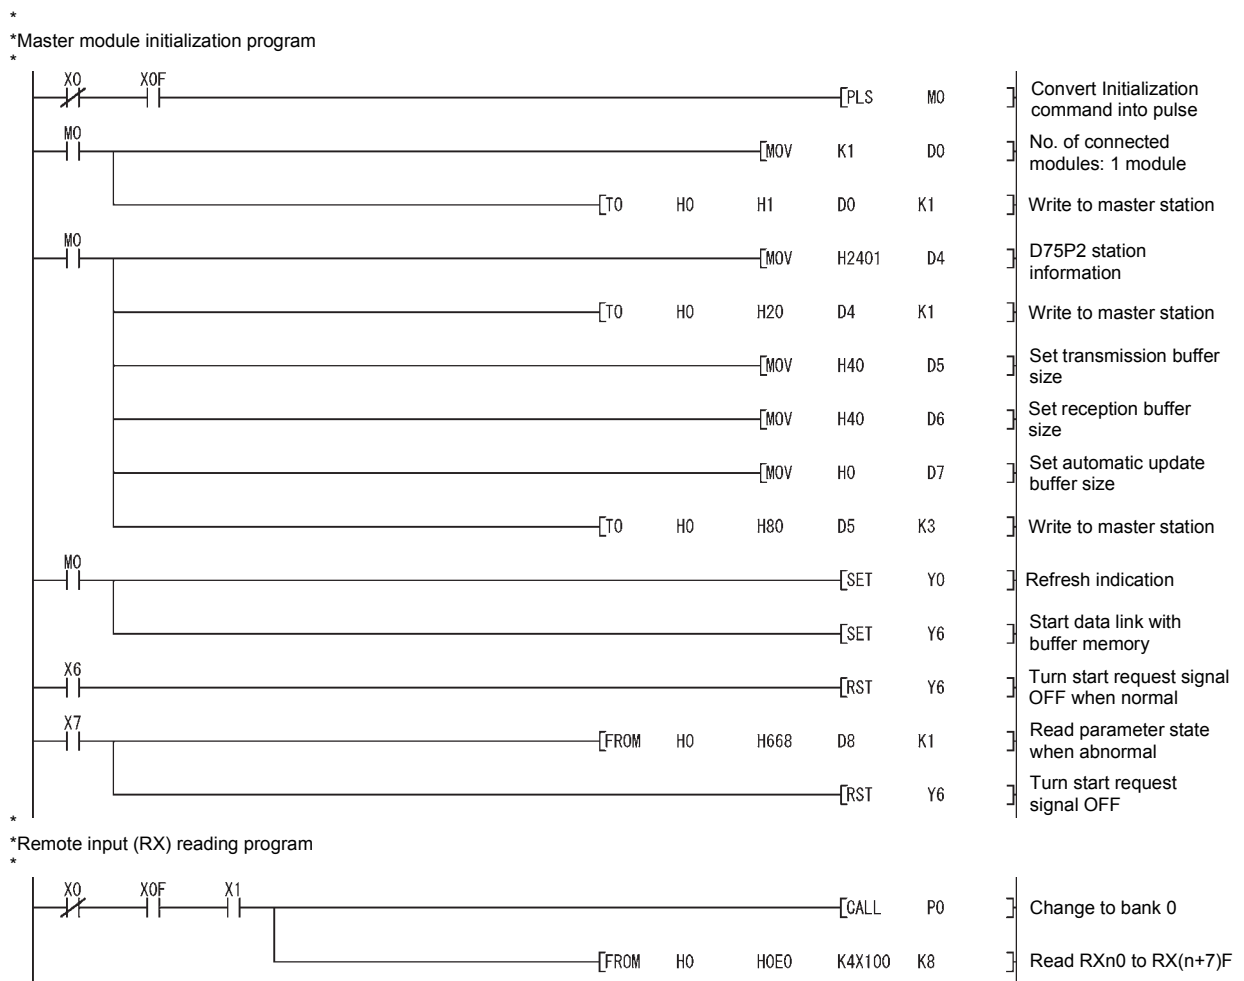 *
*Master module initialization program
*
X0 X0F [PLS M0 ] Convert Initialization
command into pulse
M0 [MOV K1 D0 ] No. of connected
modules: 1 module
[TO H0 H1 D0 K1 ] Write to master station
M0 [MOV H2401 D4 ] D75P2 station
information
[TO H0 H20 D4 K1 ] Write to master station
[MOV H40 D5 ] Set transmission buffer
size
[MOV H40 D6 ] Set reception buffer
size
[MOV H0 D7 ] Set automatic update
buffer size
[TO H0 H80 D5 K3 ] Write to master station
M0 [SET Y0 ] Refresh indication
[SET Y6 ] Start data link with
buffer memory
X6 [RST Y6 ] Turn start request signal
OFF when normal
X7 [FROM H0 H668 D8 K1 ] Read parameter state
when abnormal
[RST Y6 ] Turn start request
signal OFF
*
*Remote input (RX) reading program
*
X0 X0F X1 [CALL P0 ] Change to bank 0
[FROM H0 H0E0 K4X100 K8 ] Read RXn0 to RX(n+7)F